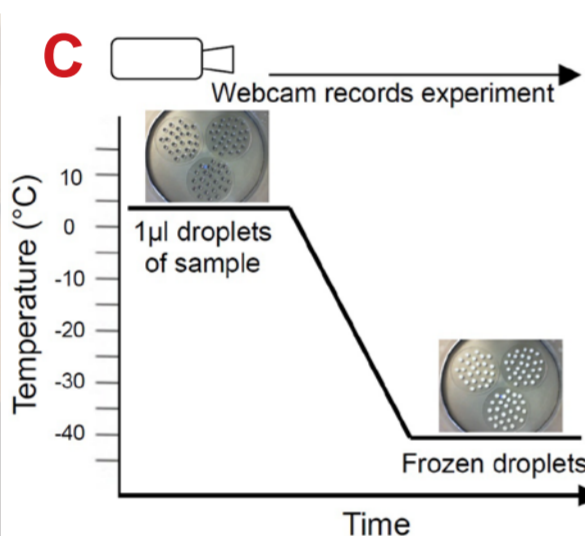 C
Webcam records experiment
Temperature (°C)
10
0
-10
-20
-30
-40
1µl droplets
of sample
Frozen droplets
Time